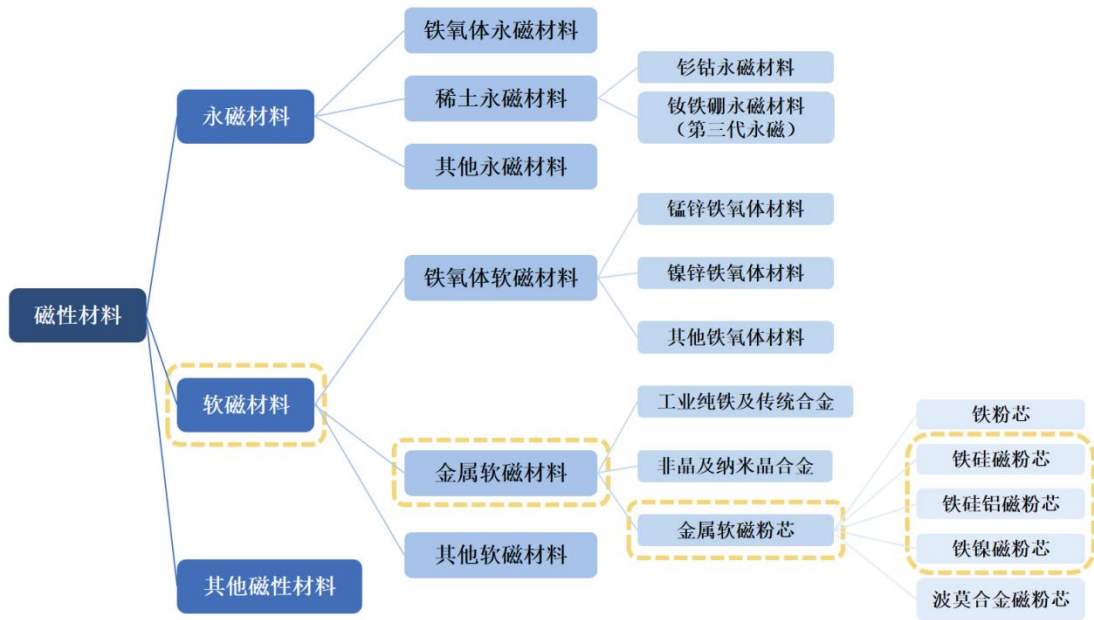 磁性材料
永磁材料
软磁材料
其他磁性材料
铁氧体永磁材料
稀土永磁材料
其他永磁材料
铁氧体软磁材料
金属软磁材料
其他软磁材料
钐钴永磁材料
钕铁硼永磁材料
（第三代永磁）
锰锌铁氧体材料
镍锌铁氧体材料
其他铁氧体材料
工业纯铁及传统合金
非晶及纳米晶合金
金属软磁粉芯
铁粉芯
铁硅磁粉芯
铁硅铝磁粉芯
铁镍磁粉芯
波莫合金磁粉芯